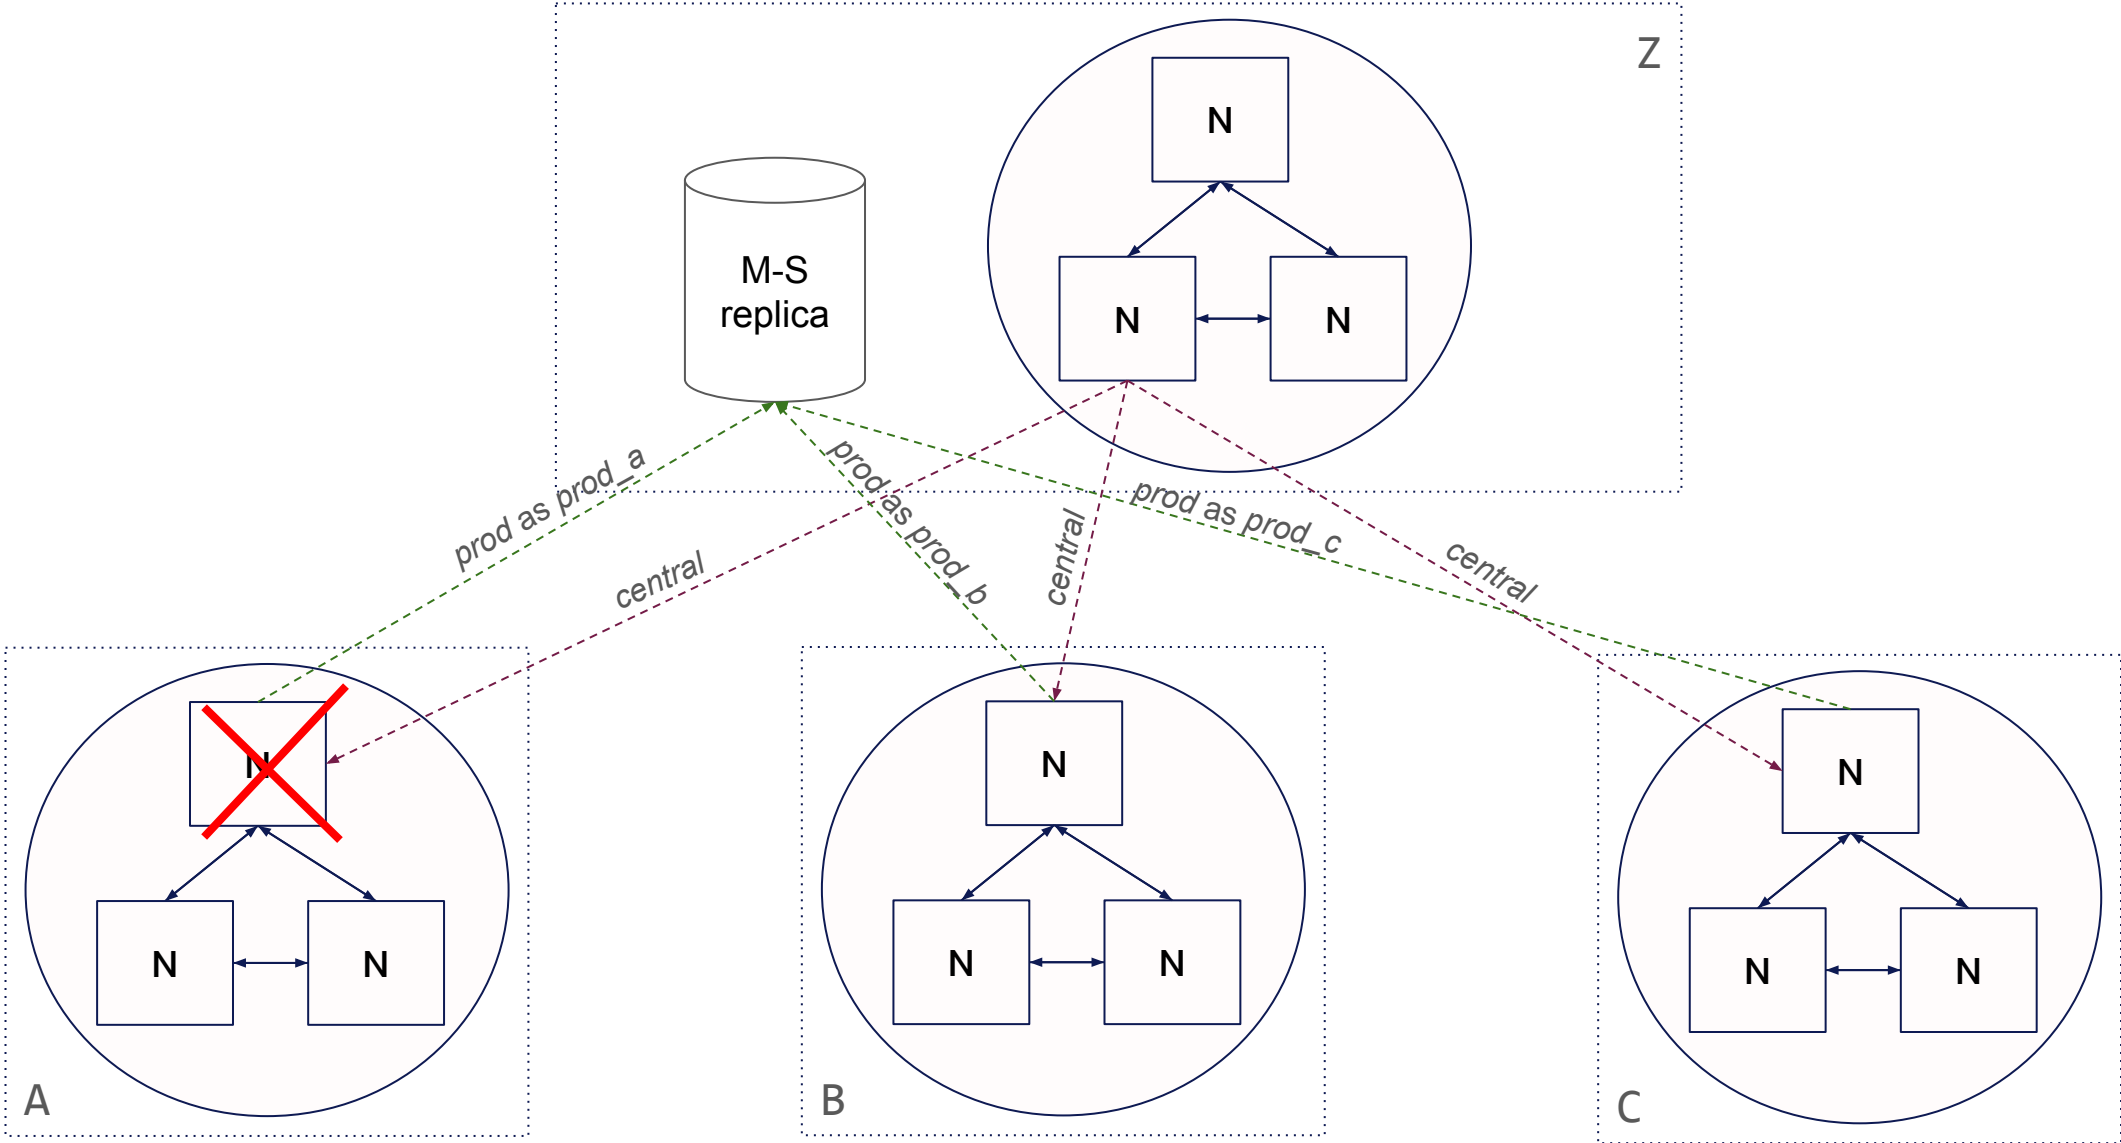 Z
N
M-S
replica
N
N
prod as prod_a
central
prod as prod_b
central
prod as prod_c
central
N
N
N
A
N
N
N
B
N
N
N
C